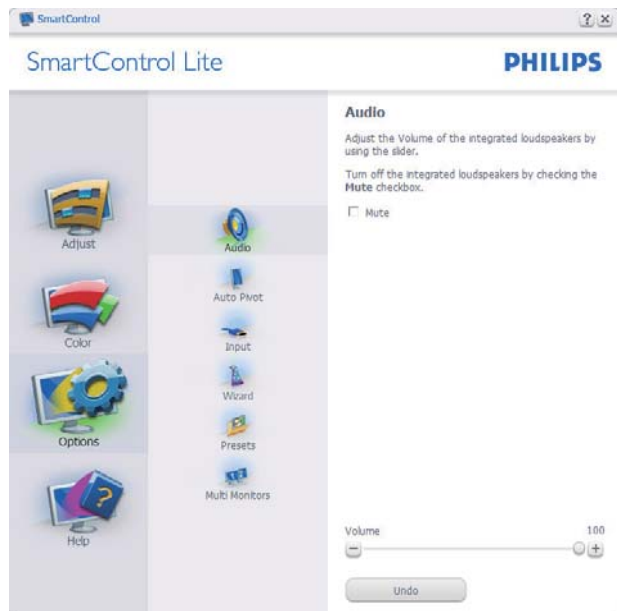 SmartControl
SmartControl Lite
PHILIPS
Adjust
Color
Options
Help
Audio
Auto Pivot
Input
Wizard
Presets
Multi Monitors
Audio
Adjust the Volume of the integrated loudspeakers by
using the slider.
Turn off the integrated loudspeakers by checking the
Mute checkbox.
Mute
Volume 100
Undo